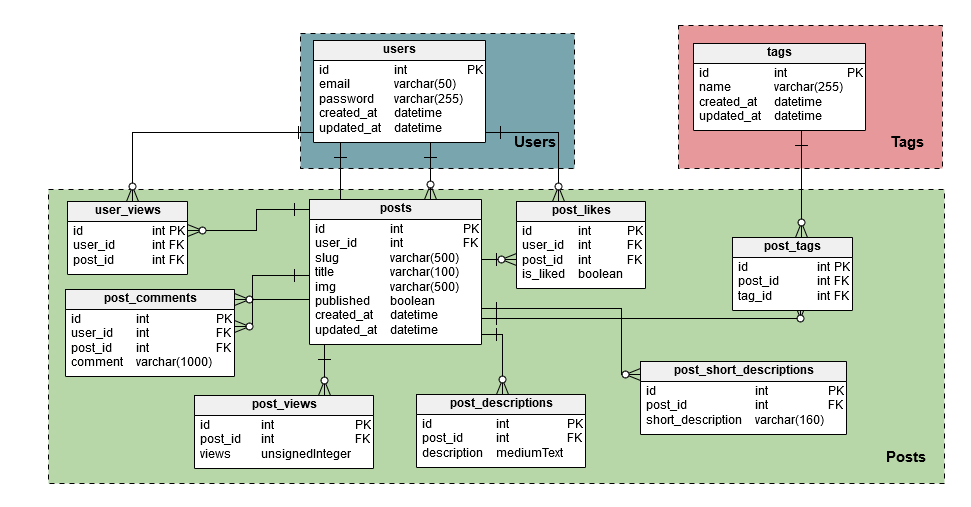 users
id int PK
email varchar(50)
password varchar(255)
created_at datetime
updated_at datetime
Users
tags
id int PK
name varchar(255)
created_at datetime
updated_at datetime
Tags
user_views
id int PK
user_id int FK
post_id int FK
posts
id int PK
user_id int FK
slug varchar(500)
title varchar(100)
img varchar(500)
published boolean
created_at datetime
updated_at datetime
post_likes
id int PK
user_id int FK
post_id int FK
is_liked boolean
post_tags
id int PK
post_id int FK
tag_id int FK
post_comments
id int PK
user_id int FK
post_id int FK
comment varchar(1000)
post_short_descriptions
id int PK
post_id int FK
short_description varchar(160)
post_views
id int PK
post_id int FK
views unsignedInteger
post_descriptions
id int PK
post_id int FK
description mediumText
Posts